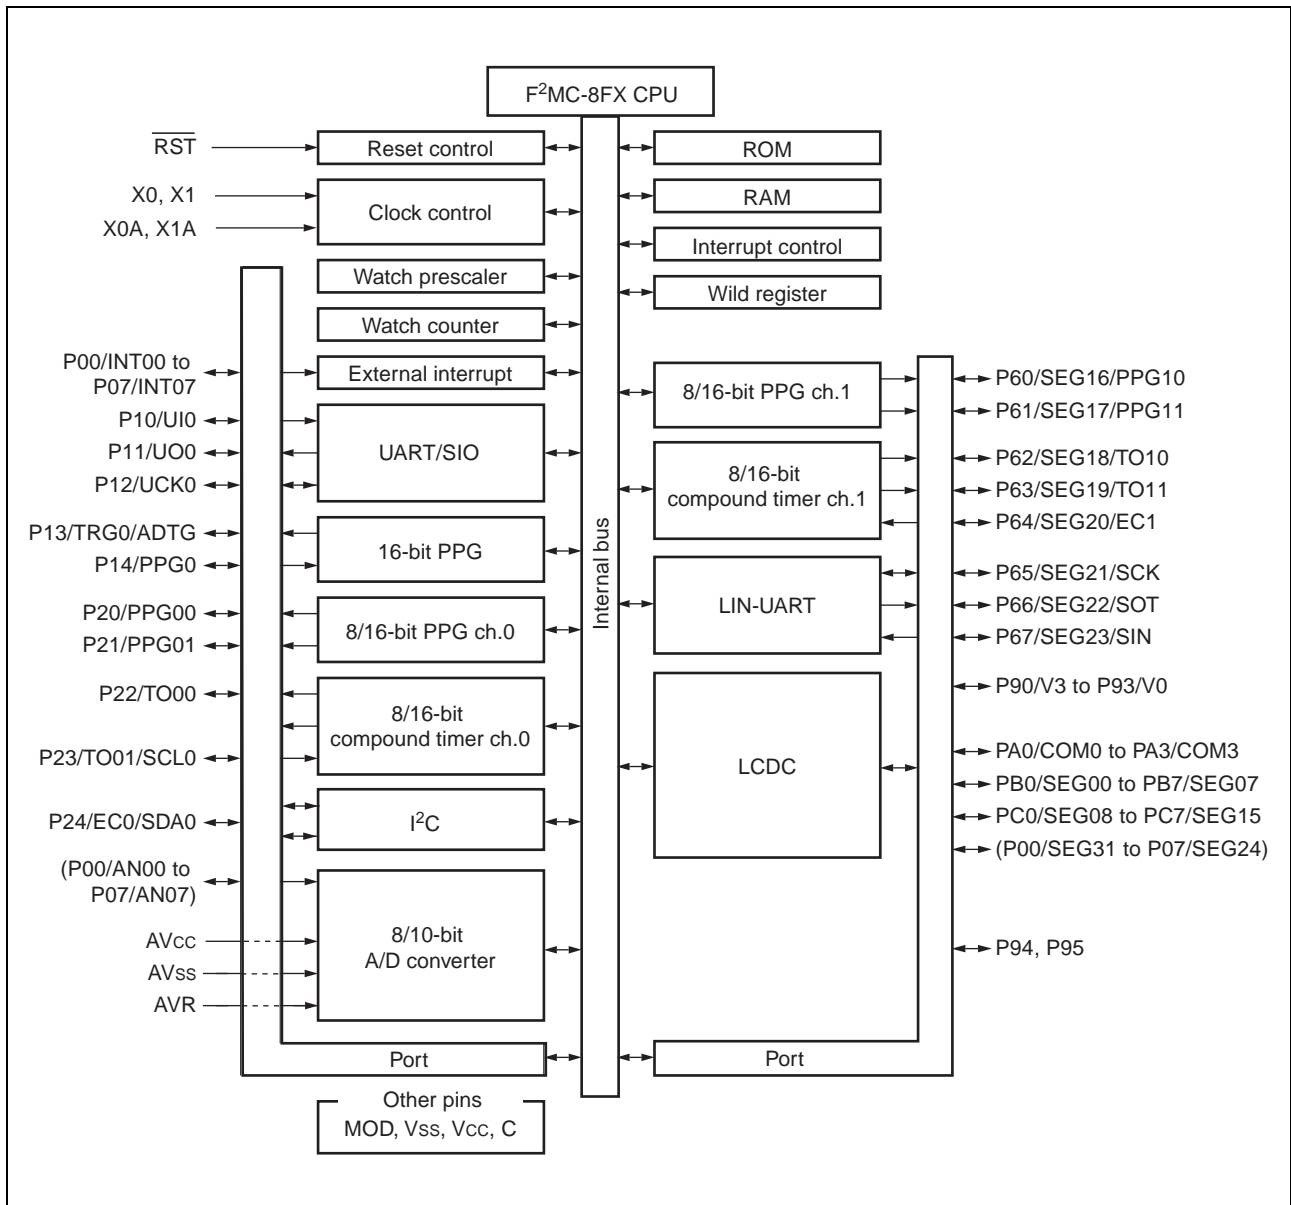 F²MC-8FX CPU
RST
Reset control
ROM
X0, X1
X0A, X1A
Clock control
RAM
Interrupt control
Watch prescaler
Wild register
Watch counter
P00/INT00 to
P07/INT07
External interrupt
P10/UI0
P11/UO0
P12/UCK0
UART/SIO
P13/TRG0/ADTG
P14/PPG0
16-bit PPG
P20/PPG00
P21/PPG01
8/16-bit PPG ch.0
P22/TO00
P23/TO01/SCL0
8/16-bit
compound timer ch.0
P24/EC0/SDA0
I²C
(P00/AN00 to
P07/AN07)
AVCC
AVSS
AVR
8/10-bit
A/D converter
Port
Other pins
MOD, VSS, VCC, C
Internal bus
8/16-bit PPG ch.1
P60/SEG16/PPG10
P61/SEG17/PPG11
8/16-bit
compound timer ch.1
P62/SEG18/TO10
P63/SEG19/TO11
P64/SEG20/EC1
LIN-UART
P65/SEG21/SCK
P66/SEG22/SOT
P67/SEG23/SIN
LCDC
P90/V3 to P93/V0
PA0/COM0 to PA3/COM3
PB0/SEG00 to PB7/SEG07
PC0/SEG08 to PC7/SEG15
(P00/SEG31 to P07/SEG24)
P94, P95
Port